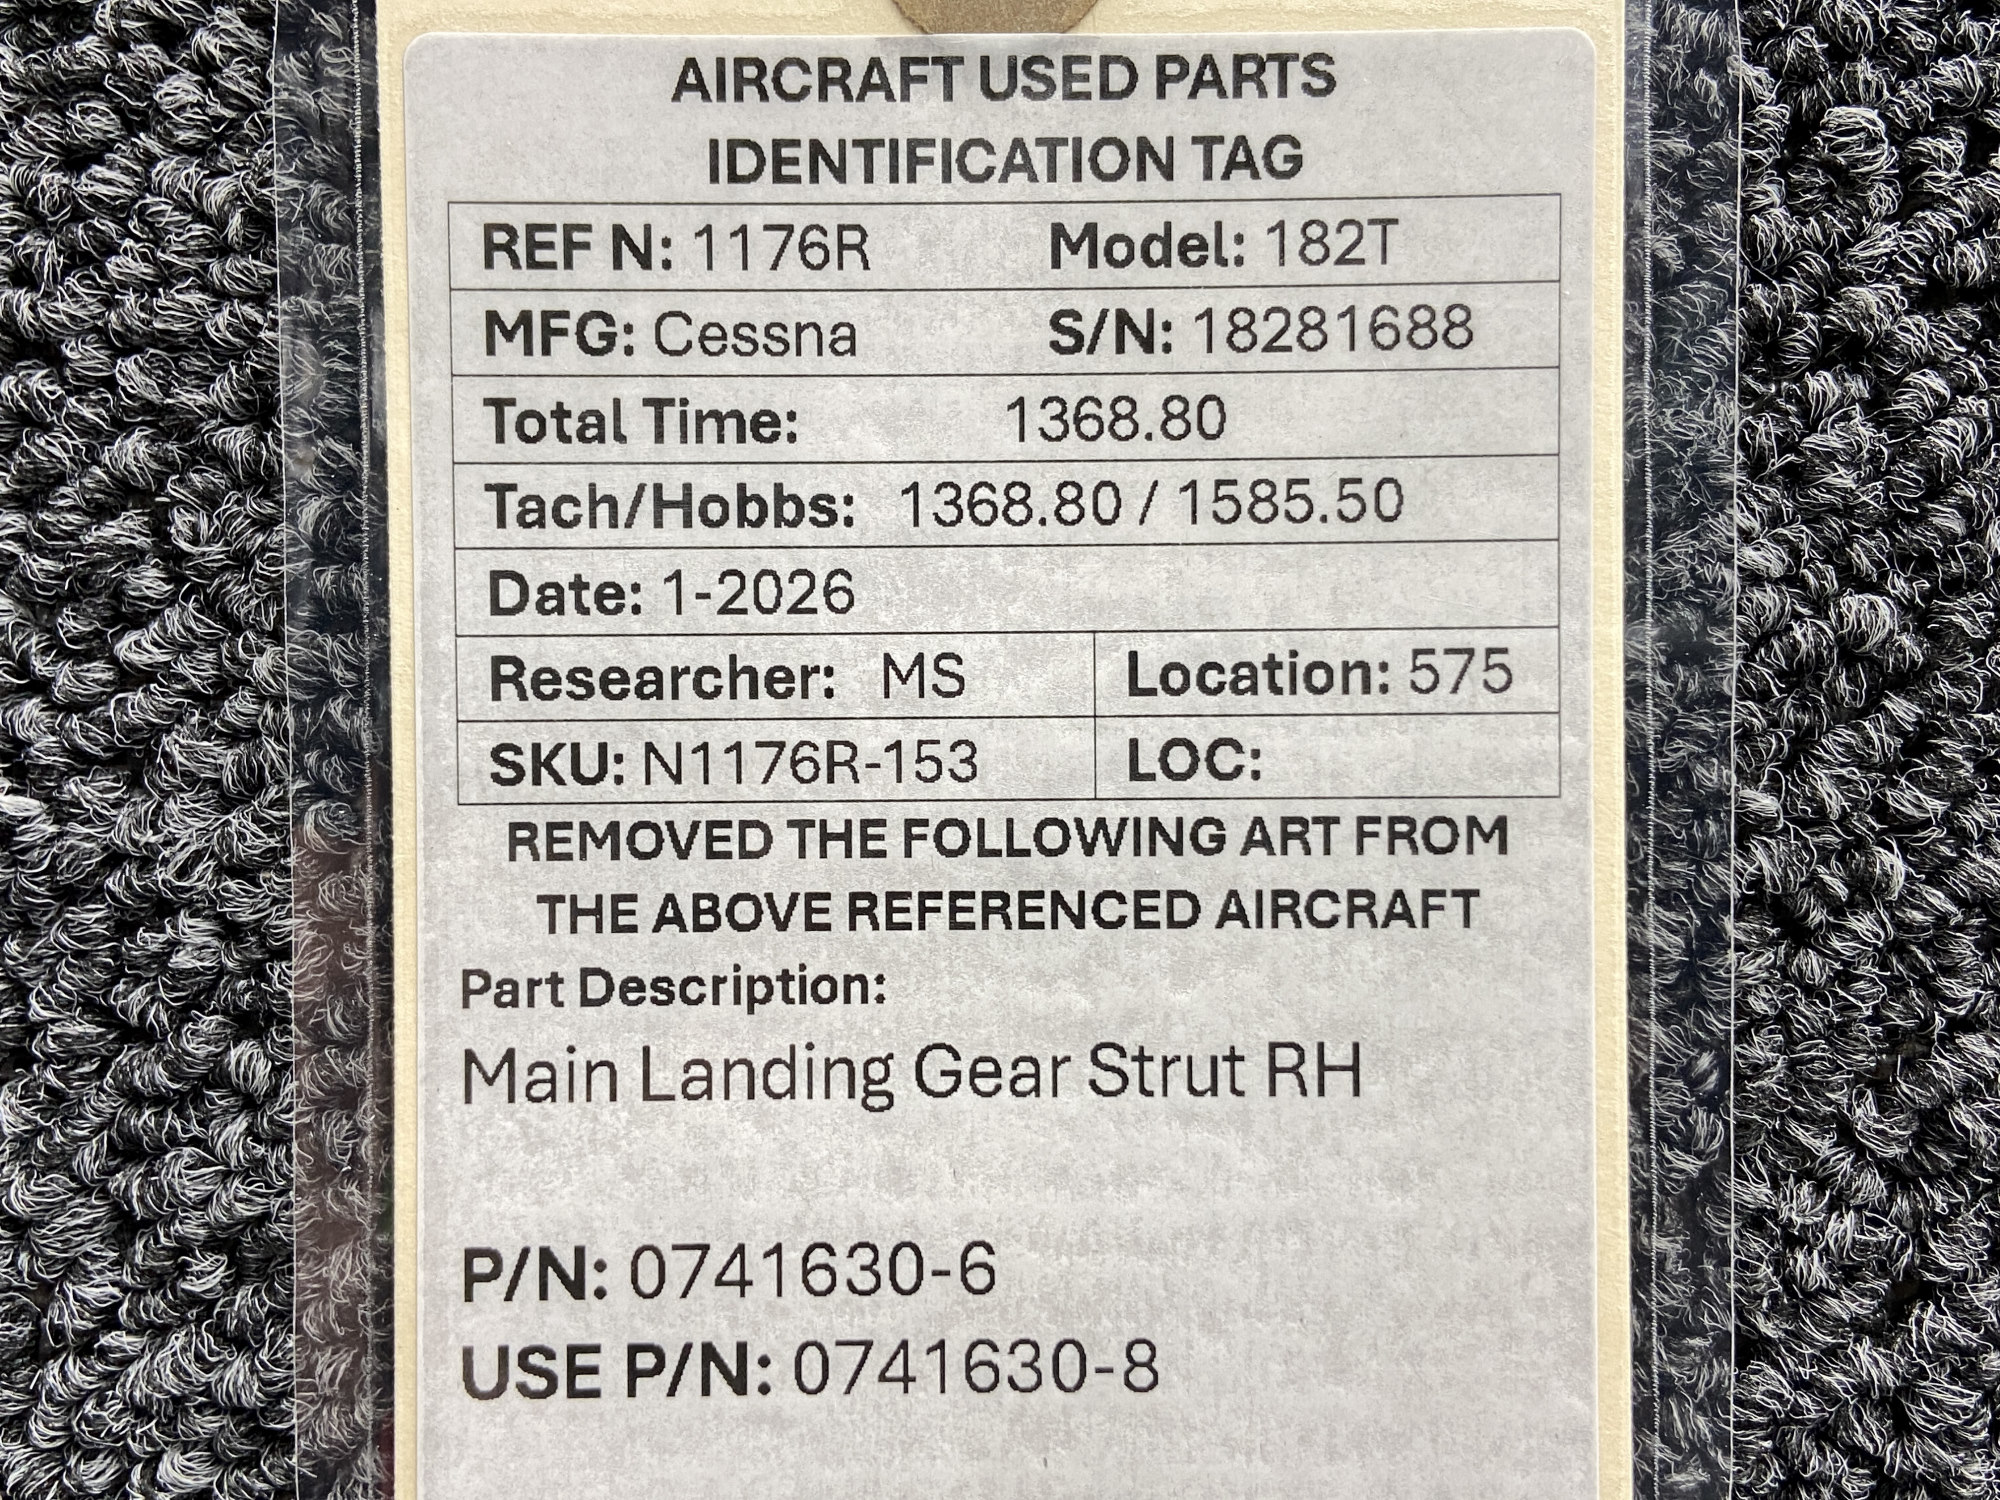 AIRCRAFT USED PARTS
IDENTIFICATION TAG
REF N: 1176R Model: 182T
MFG: Cessna S/N: 18281688
Total Time: 1368.80
Tach/Hobbs: 1368.80 / 1585.50
Date: 1-2026
Researcher: MS Location: 575
SKU: N1176R-153 LOC:
REMOVED THE FOLLOWING ART FROM
THE ABOVE REFERENCED AIRCRAFT
Part Description:
Main Landing Gear Strut RH
P/N: 0741630-6
USE P/N: 0741630-8